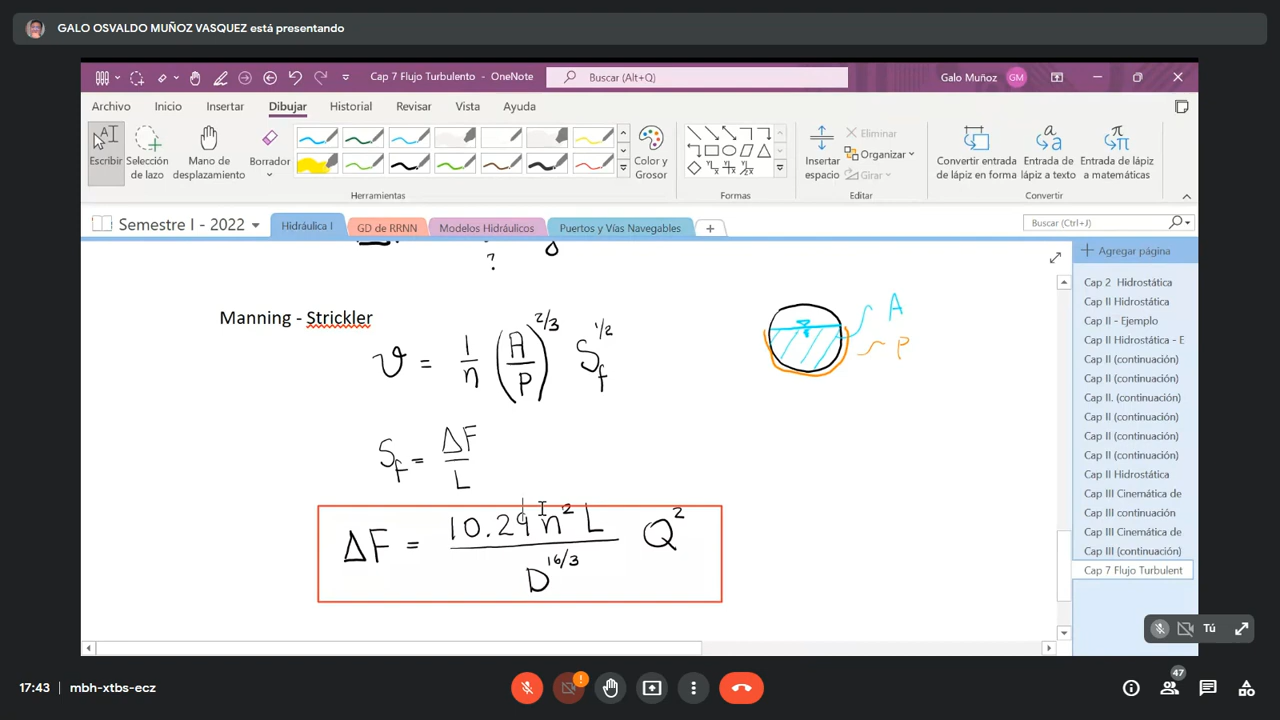 GALO OSVALDO MUÑOZ VASQUEZ está presentando
Cap 7 Flujo Turbulento - OneNote
Buscar (Alt+Q)
Galo Muñoz GM
Archivo Inicio Insertar Dibujar Historial Revisar Vista Ayuda
Escribir
Selección de lazo
Mano de desplazamiento
Borrador
Color y Grosor
Insertar espacio
Eliminar
Organizar
Girar
Convertir entrada de lápiz en forma
Entrada de lápiz a texto
Entrada de lápiz a matemáticas
Herramientas Formas Editar Convertir
Semestre I - 2022
Hidráulica I GD de RRNN Modelos Hidráulicos Puertos y Vías Navegables
Buscar (Ctrl+J)
Agregar página
Cap 2 Hidrostática
Cap II Hidrostática
Cap II - Ejemplo
Cap II Hidrostática - E
Cap II (continuación)
Cap II (continuación)
Cap II. (continuación)
Cap II (continuación)
Cap II (continuación)
Cap II (continuación)
Cap II Hidrostática
Cap III Cinemática de
Cap III continuación
Cap III Cinemática de
Cap III (continuación)
Cap 7 Flujo Turbulent
?
Manning - Strickler
v = 1/n (A/P)^2/3 S_f^1/2
A
P
S_f = ΔF/L
ΔF = 10.29 n² L / D^16/3 Q²
Tú
17:43 mbh-xtbs-ecz
47